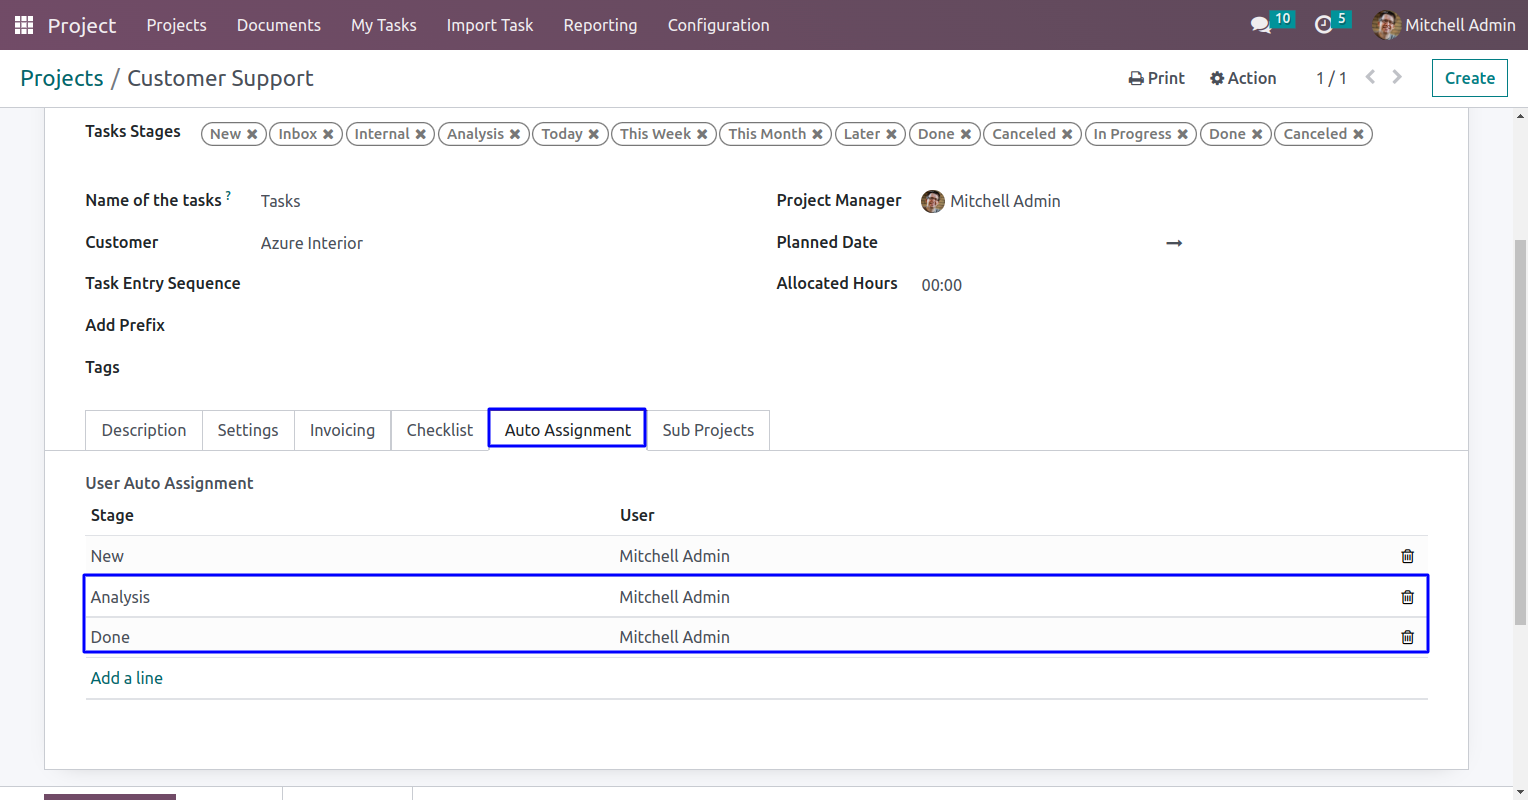 Project Projects Documents My Tasks Import Task Reporting Configuration 10 5 Mitchell Admin
Projects / Customer Support Print Action 1 / 1 Create
Tasks Stages New Inbox Internal Analysis Today This Week This Month Later Done Canceled In Progress Done Canceled
Name of the tasks ? Tasks Project Manager Mitchell Admin
Customer Azure Interior Planned Date
Task Entry Sequence Allocated Hours 00:00
Add Prefix
Tags
Description Settings Invoicing Checklist Auto Assignment Sub Projects
User Auto Assignment
Stage User
New Mitchell Admin
Analysis Mitchell Admin
Done Mitchell Admin
Add a line